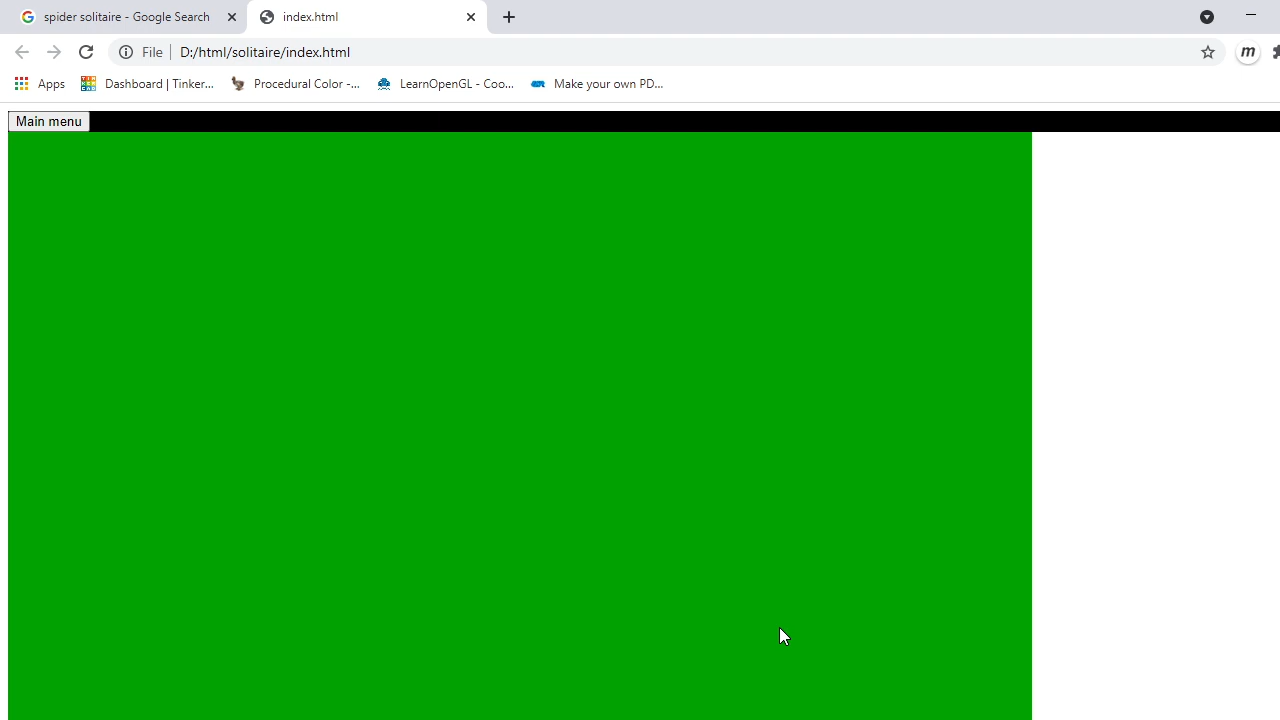 spider solitaire - Google Search
index.html
File
D:/html/solitaire/index.html
m
Apps
Dashboard | Tinker...
Procedural Color -...
LearnOpenGL - Coo...
Make your own PD...
Main menu